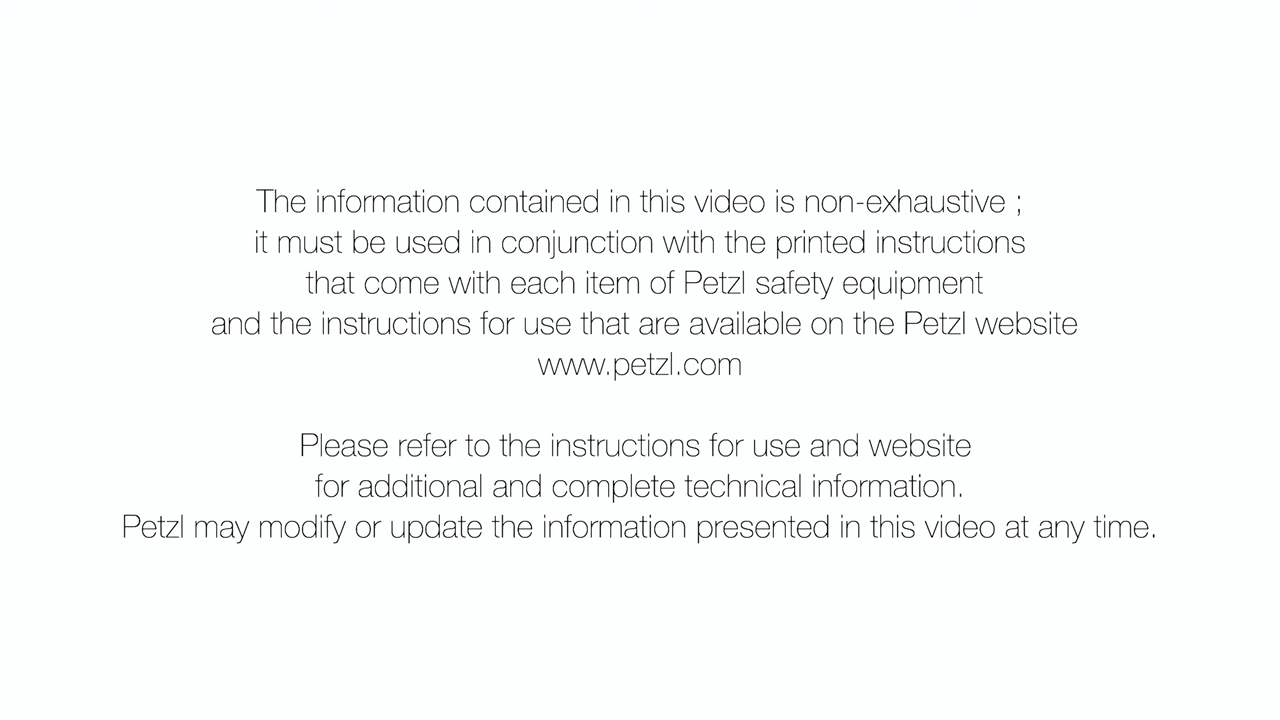 The information contained in this video is non-exhaustive ;
it must be used in conjunction with the printed instructions
that come with each item of Petzl safety equipment
and the instructions for use that are available on the Petzl website
www.petzl.com
Please refer to the instructions for use and website
for additional and complete technical information.
Petzl may modify or update the information presented in this video at any time.